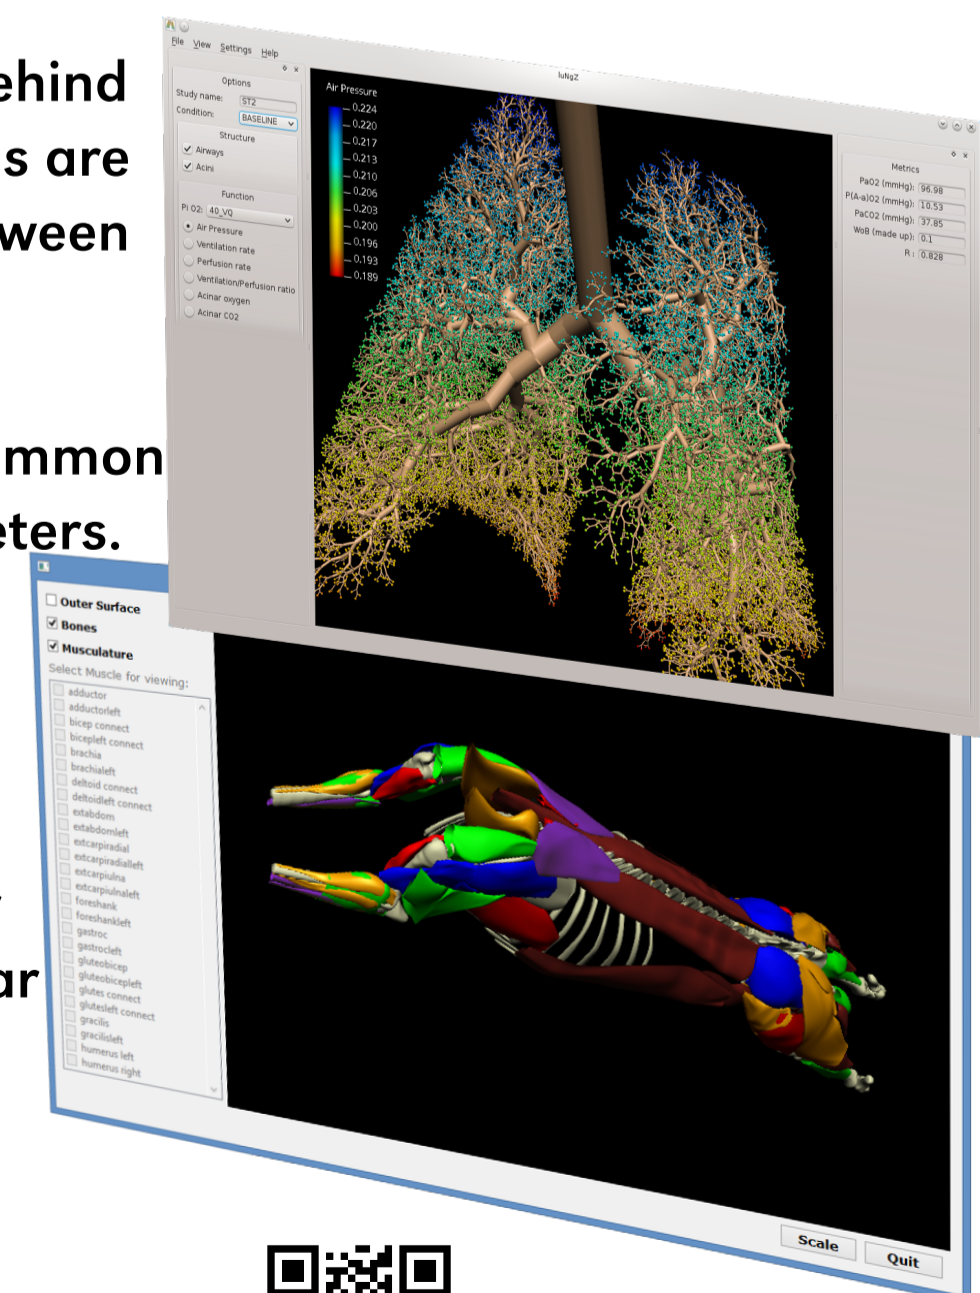 ehind
s are
ween
mmon
eters.
ar
File View Settings Help
luNgZ
Options
Study name: ST2
Condition: BASELINE
Structure
Airways
Acini
Function
Pi O2: 40_VQ
Air Pressure
Ventilation rate
Perfusion rate
Ventilation/Perfusion ratio
Acinar oxygen
Acinar CO2
Air Pressure
0.224
0.220
0.217
0.213
0.210
0.206
0.203
0.200
0.196
0.193
0.189
Metrics
PaO2 (mmHg): 96.98
P(A-a)O2 (mmHg): 10.53
PaCO2 (mmHg): 37.85
WoB (made up): 0.1
R : 0.828
Outer Surface
Bones
Musculature
Select Muscle for viewing:
adductor
adductorleft
bicep connect
bicepleft connect
brachia
brachialeft
deltoid connect
deltoidleft connect
extabdom
extabdomleft
extcarpiradial
extcarpiradialleft
extcarpiulna
extcarpiulnaleft
foreshank
foreshankleft
gastroc
gastrocleft
gluteobicep
gluteobicepleft
glutes connect
glutesleft connect
gracilis
gracilisleft
humerus left
humerus right
Scale
Quit